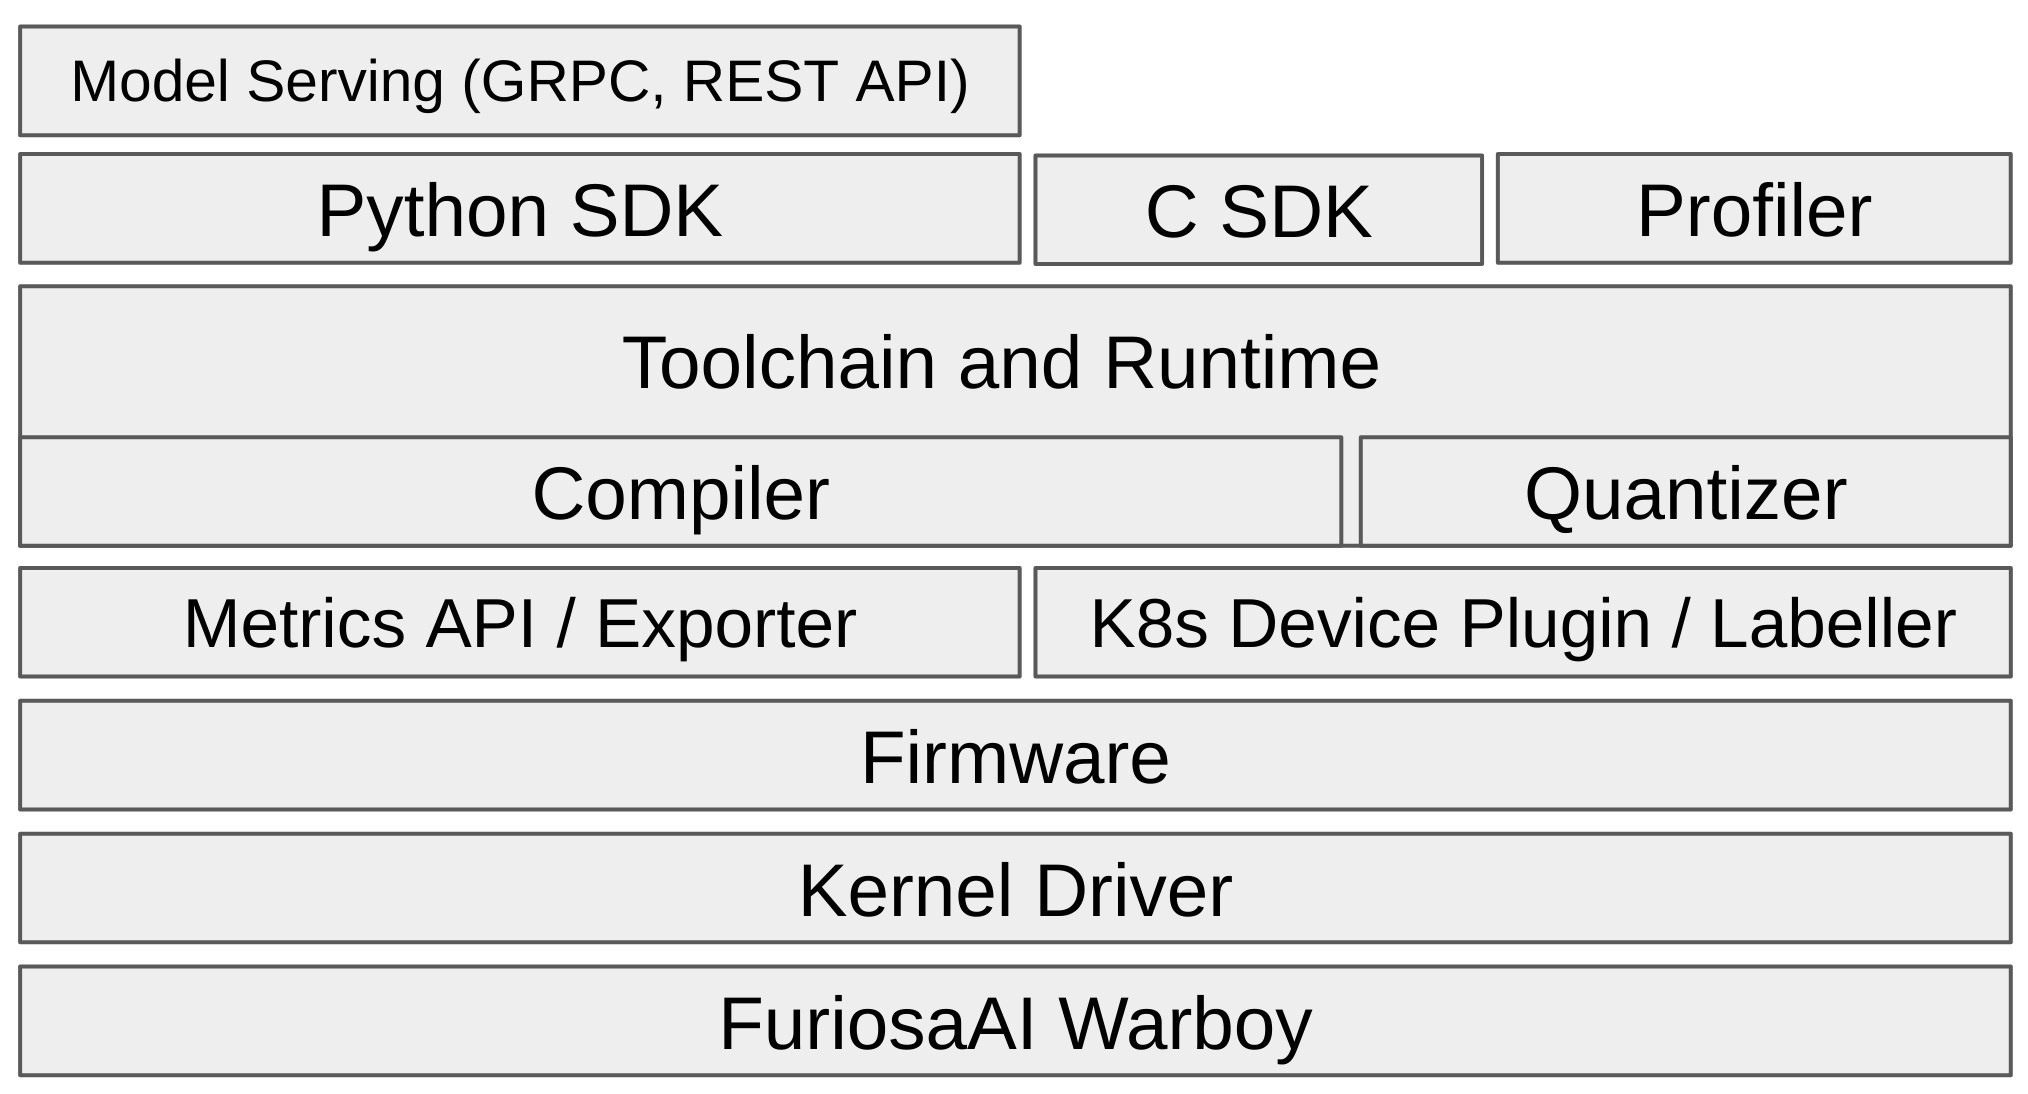 Model Serving (GRPC, REST API)
Python SDK
C SDK
Profiler
Toolchain and Runtime
Compiler
Quantizer
Metrics API / Exporter
K8s Device Plugin / Labeller
Firmware
Kernel Driver
FuriosaAI Warboy